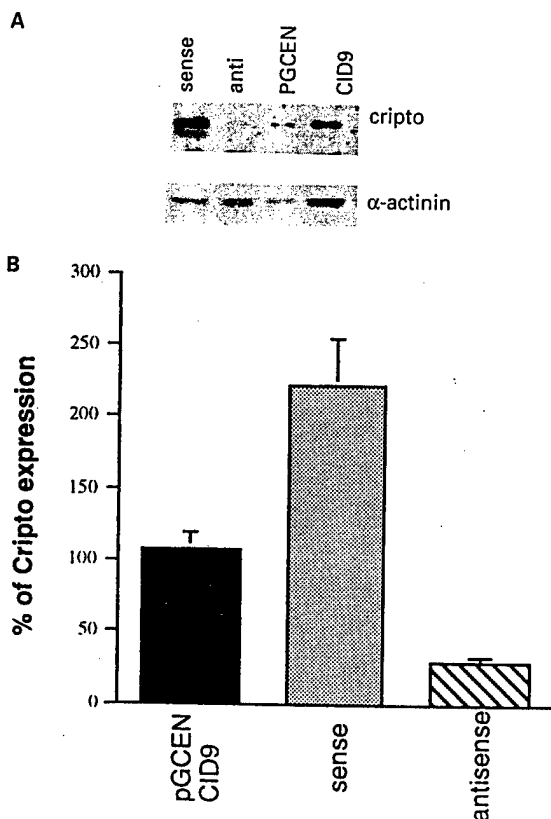 A
sense
anti
PGCEN
CID9
cripto
α-actinin
B
300
250
200
150
100
50
0
% of Cripto expression
pGCEN
CID9
sense
antisense